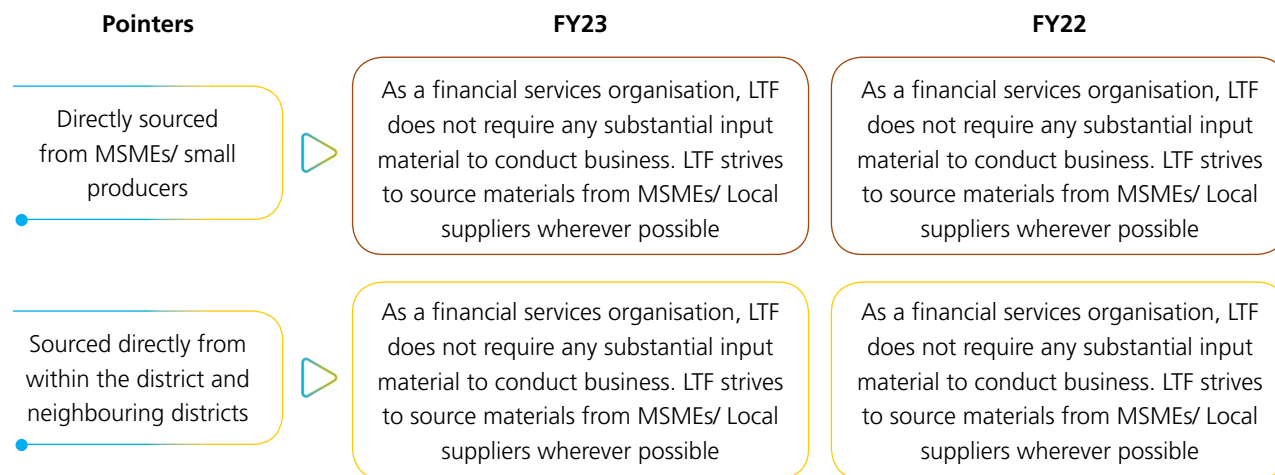 Pointers
FY23
FY22
Directly sourced
from MSMEs/ small
producers
As a financial services organisation, LTF
does not require any substantial input
material to conduct business. LTF strives
to source materials from MSMEs/ Local
suppliers wherever possible
As a financial services organisation, LTF
does not require any substantial input
material to conduct business. LTF strives
to source materials from MSMEs/ Local
suppliers wherever possible
Sourced directly from
within the district and
neighbouring districts
As a financial services organisation, LTF
does not require any substantial input
material to conduct business. LTF strives
to source materials from MSMEs/ Local
suppliers wherever possible
As a financial services organisation, LTF
does not require any substantial input
material to conduct business. LTF strives
to source materials from MSMEs/ Local
suppliers wherever possible